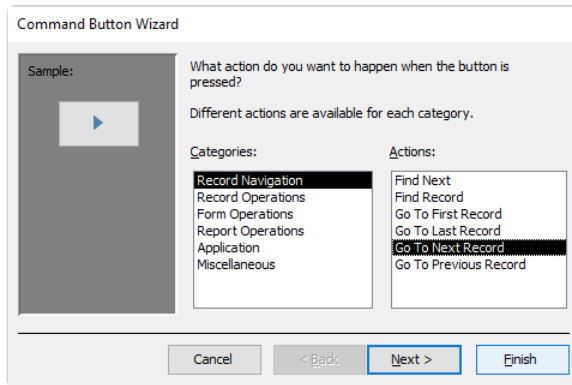 Command Button Wizard
Sample:
What action do you want to happen when the button is
pressed?
Different actions are available for each category.
Categories:
Actions:
Record Navigation
Record Operations
Form Operations
Report Operations
Application
Miscellaneous
Find Next
Find Record
Go To First Record
Go To Last Record
Go To Next Record
Go To Previous Record
Cancel
< Back
Next >
Finish